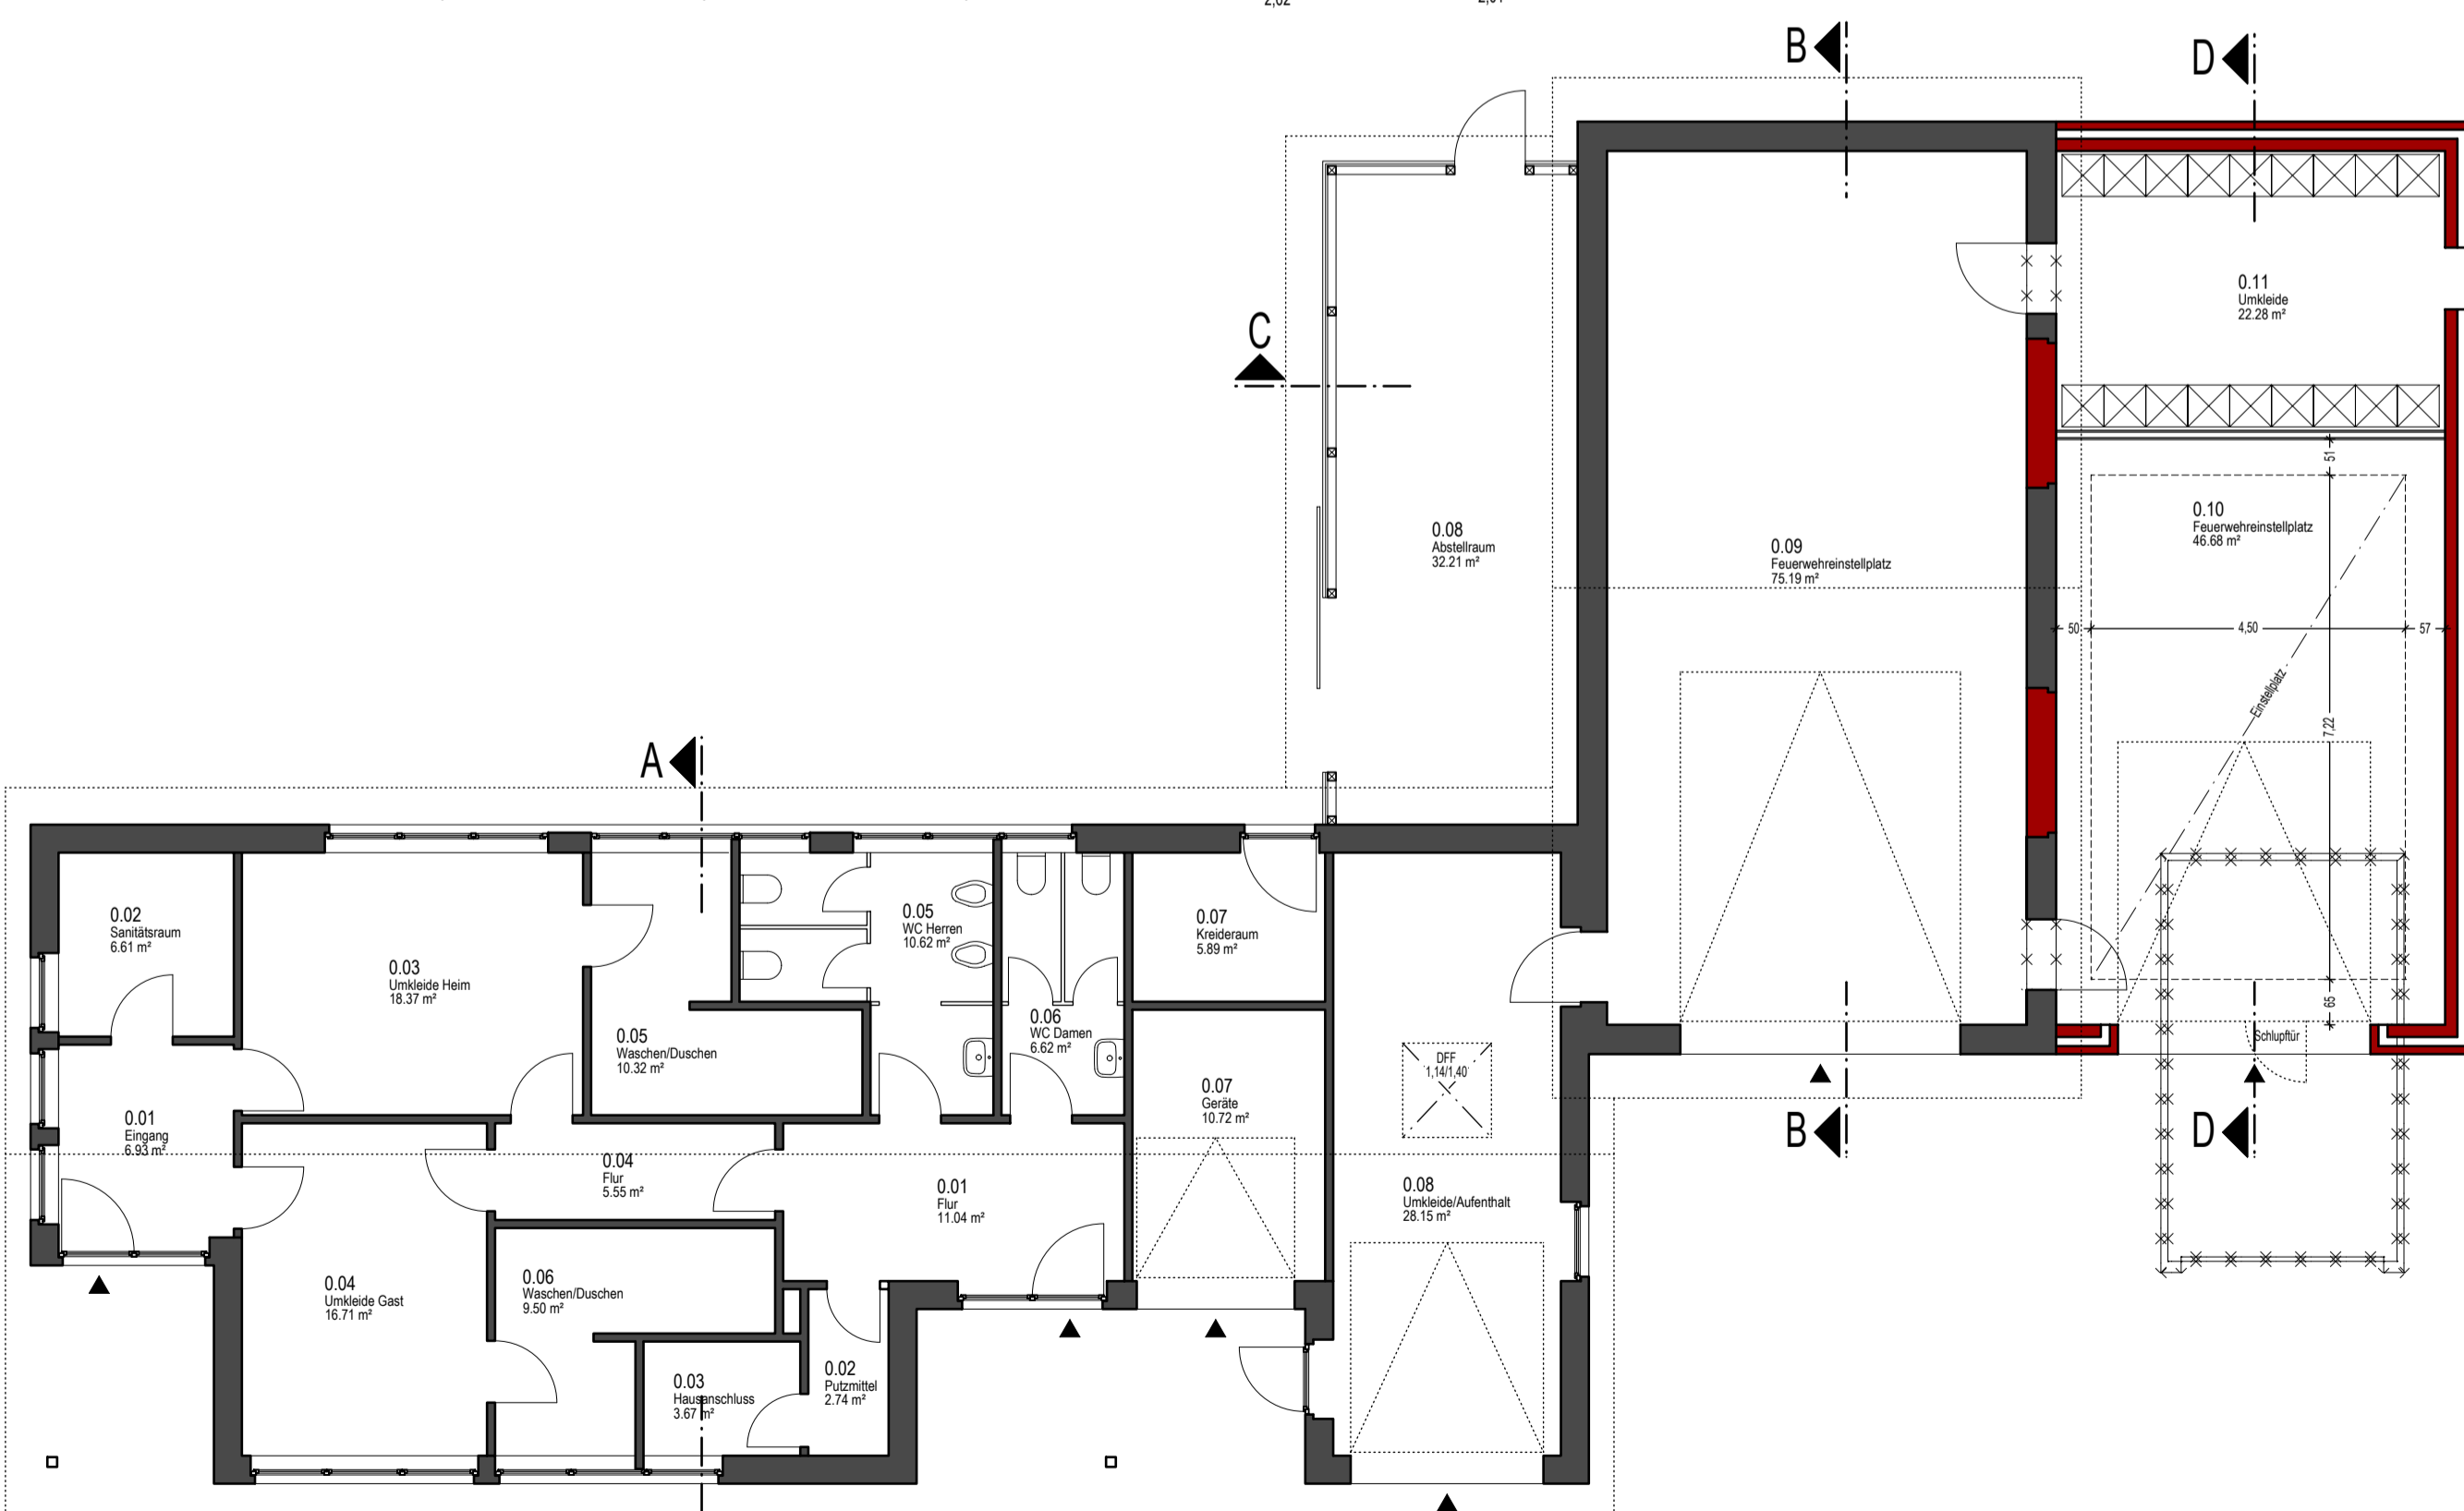 B
D
C
0.11
Umkleide
22.28 m²
51
0.10
Feuerwehreinstellplatz
46.68 m²
0.08
Abstellraum
32.21 m²
0.09
Feuerwehreinstellplatz
75.19 m²
50
4,50
57
Einstellplatz
7,22
A
0.02
Sanitätsraum
6.61 m²
0.03
Umkleide Heim
18.37 m²
0.05
WC Herren
10.62 m²
0.07
Kreideraum
5.89 m²
0.05
Waschen/Duschen
10.32 m²
0.06
WC Damen
6.62 m²
65
Schlupftür
DFF
1,14/1,40
0.07
Geräte
10.72 m²
0.01
Eingang
6.93 m²
B
D
0.04
Flur
5.55 m²
0.01
Flur
11.04 m²
0.08
Umkleide/Aufenthalt
28.15 m²
0.04
Umkleide Gast
16.71 m²
0.06
Waschen/Duschen
9.50 m²
0.03
Hausanschluss
3.67 m²
0.02
Putzmittel
2.74 m²